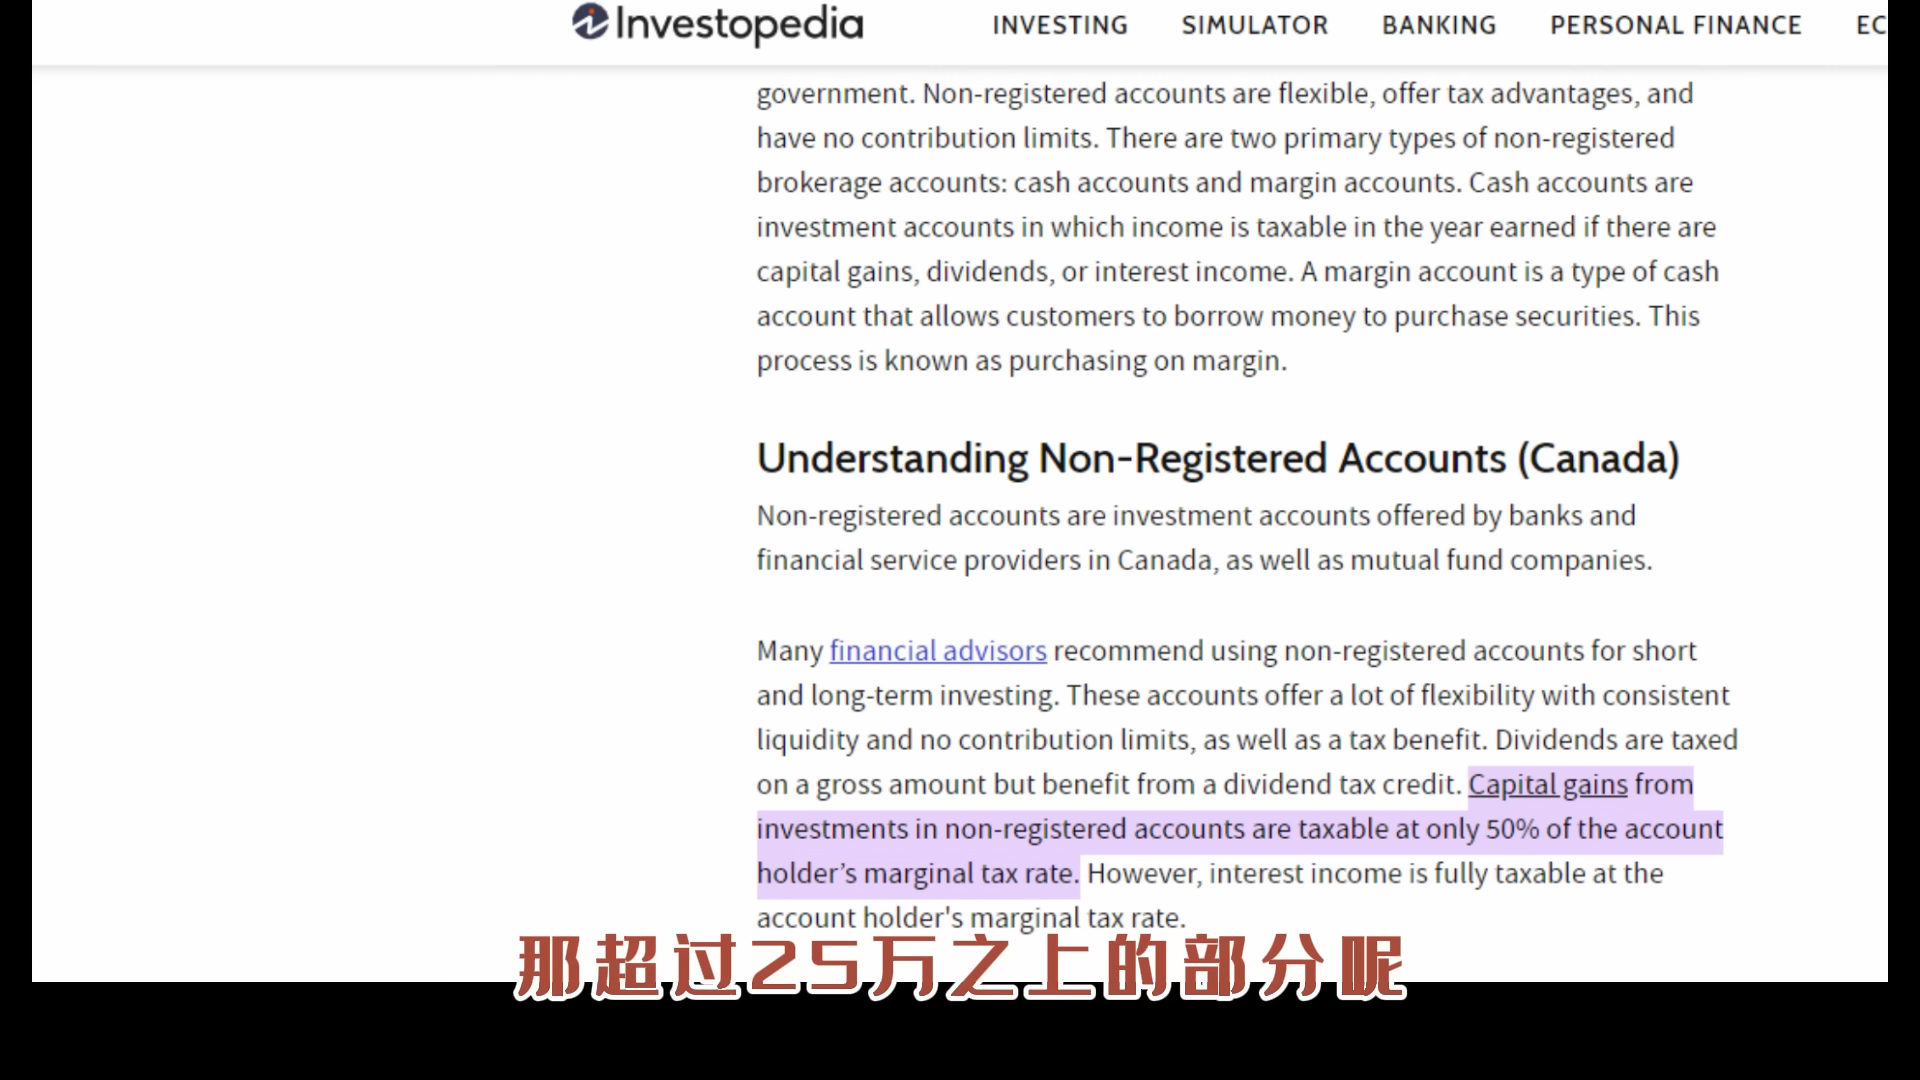 Investopedia
INVESTING SIMULATOR BANKING PERSONAL FINANCE EC
government. Non-registered accounts are flexible, offer tax advantages, and
have no contribution limits. There are two primary types of non-registered
brokerage accounts: cash accounts and margin accounts. Cash accounts are
investment accounts in which income is taxable in the year earned if there are
capital gains, dividends, or interest income. A margin account is a type of cash
account that allows customers to borrow money to purchase securities. This
process is known as purchasing on margin.
Understanding Non-Registered Accounts (Canada)
Non-registered accounts are investment accounts offered by banks and
financial service providers in Canada, as well as mutual fund companies.
Many financial advisors recommend using non-registered accounts for short
and long-term investing. These accounts offer a lot of flexibility with consistent
liquidity and no contribution limits, as well as a tax benefit. Dividends are taxed
on a gross amount but benefit from a dividend tax credit. Capital gains from
investments in non-registered accounts are taxable at only 50% of the account
holder’s marginal tax rate. However, interest income is fully taxable at the
account holder's marginal tax rate.
那超过25万之上的部分呢